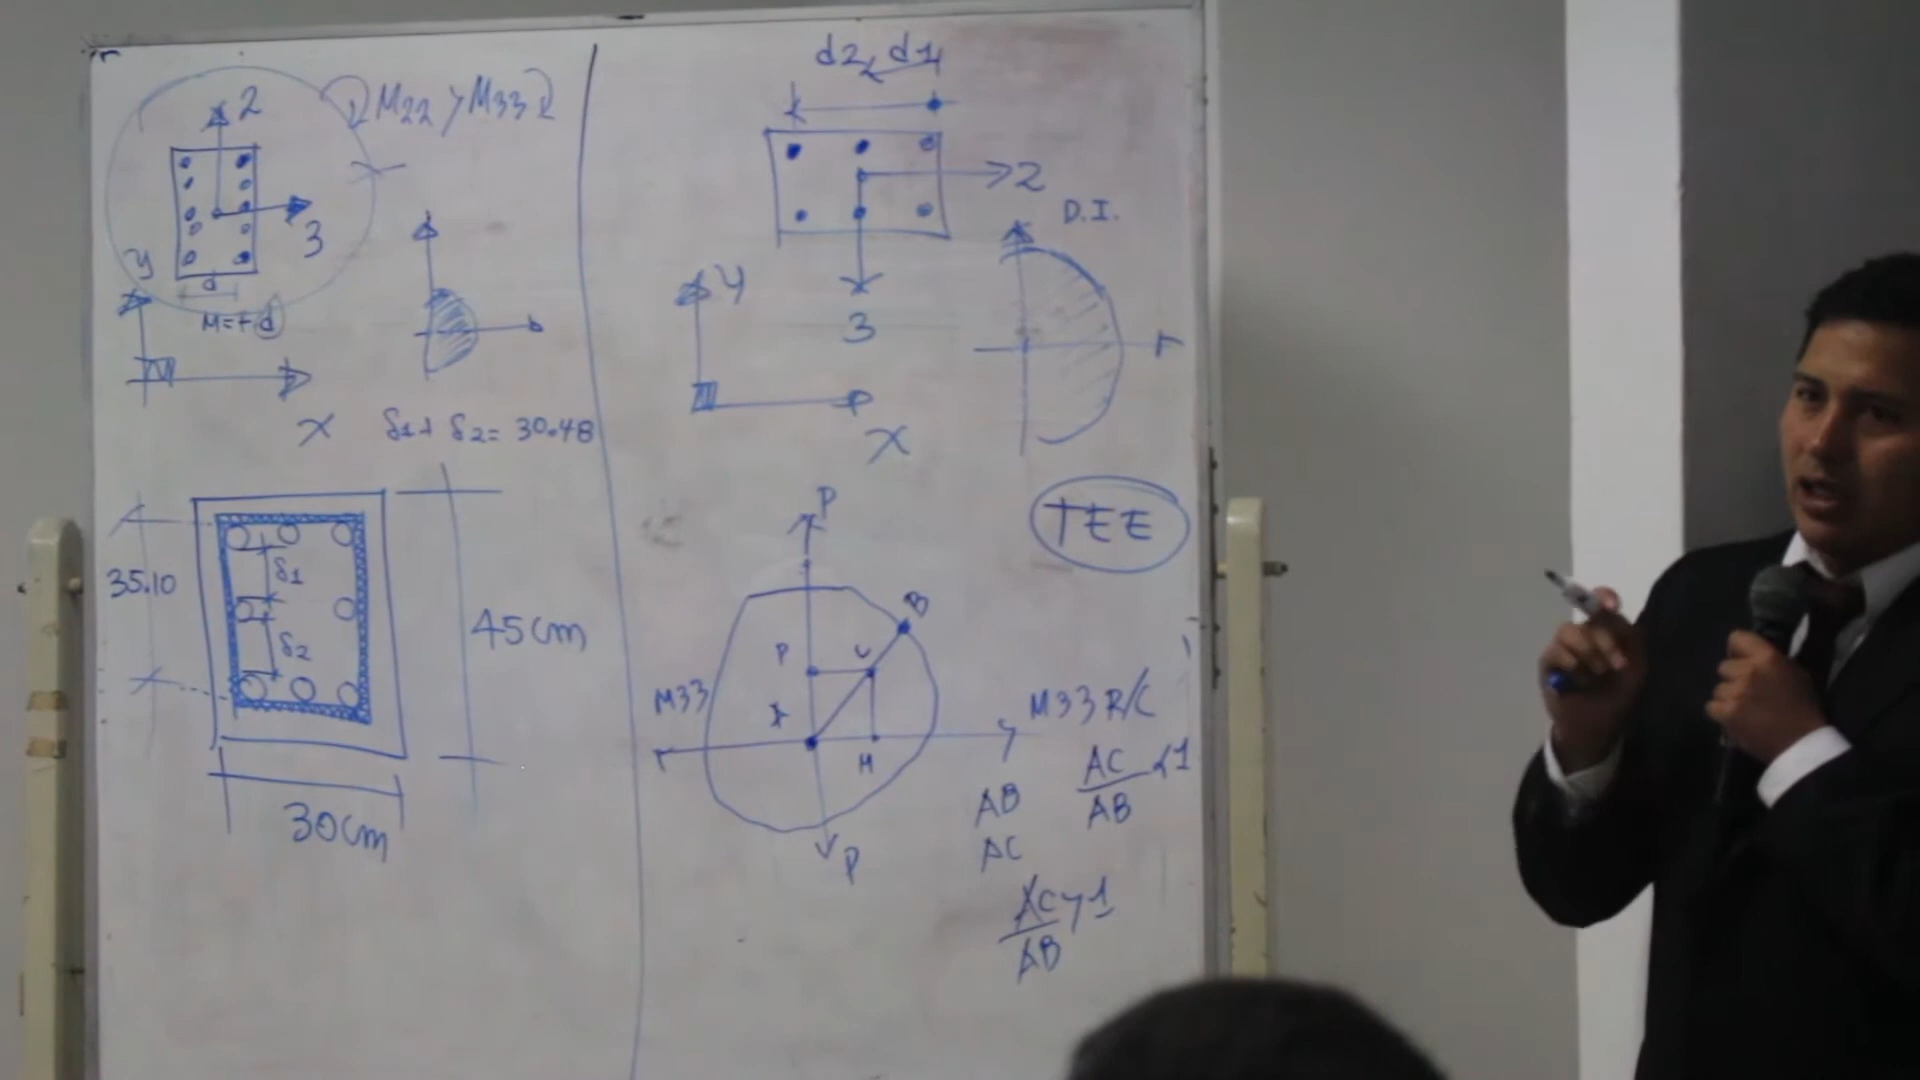 2
M22 > M33
3
d
M=F.d
y
X
δ1+ δ2= 30.48
35.10
δ1
δ2
45cm
30cm
d2 d1
2
3
D.I.
Y
X
TEE
P
B
P
M33
M
M33 R/C
P
AB
AC
AC/AB <1
AC/AB >1